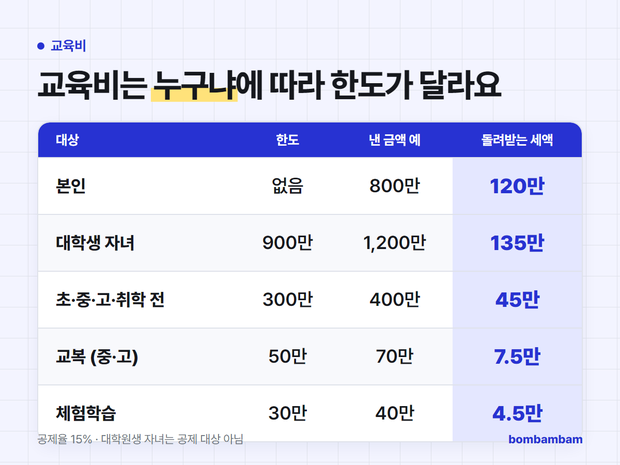 교육비
교육비는 누구냐에 따라 한도가 달라요
대상 한도 낸 금액 예 돌려받는 세액
본인 없음 800만 120만
대학생 자녀 900만 1,200만 135만
초·중·고·취학 전 300만 400만 45만
교복 (중·고) 50만 70만 7.5만
체험학습 30만 40만 4.5만
공제율 15% · 대학원생 자녀는 공제 대상 아님 bombambam